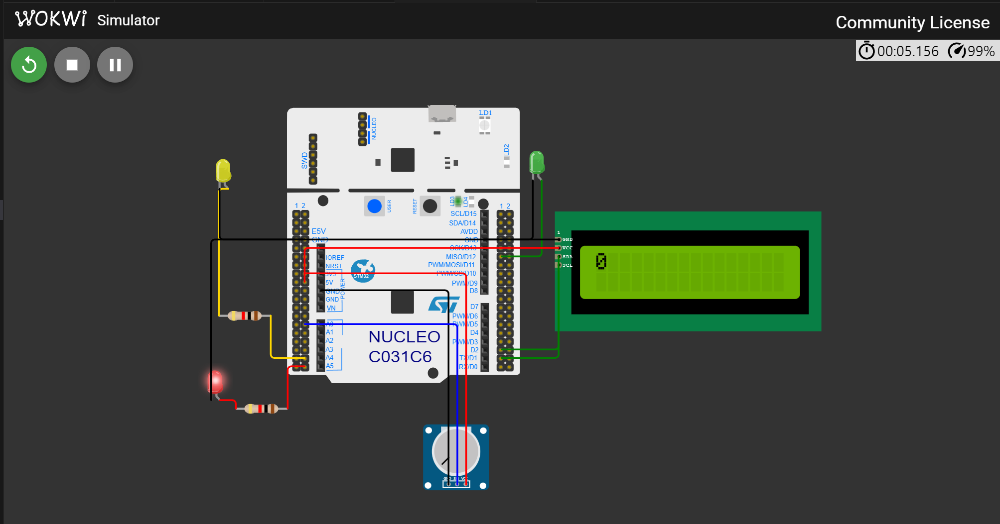 WOKWi Simulator
Community License
00:05.156 99%
LD1
NUCLEO
LD2
SWD
USER
RESET
LD3
LD4
1 2
1 2
SCL/D15
SDA/D14
E5V
AVDD
GND
GND
SCK/D13
IOREF
MISO/D12
NRST
PWM/MOSI/D11
3V3
PWM/CS/D10
STM32
5V
PWM/D9
POWER
GND
D8
GND
VN
ST
D7
PWM/D6
A0
PWM/D5
A1
D4
A2
PWM/D3
A3
D2
A4
TX/D1
A5
RX/D0
NUCLEO
C031C6
1
GND
VCC
SDA
SCL
0
GND SIG VCC